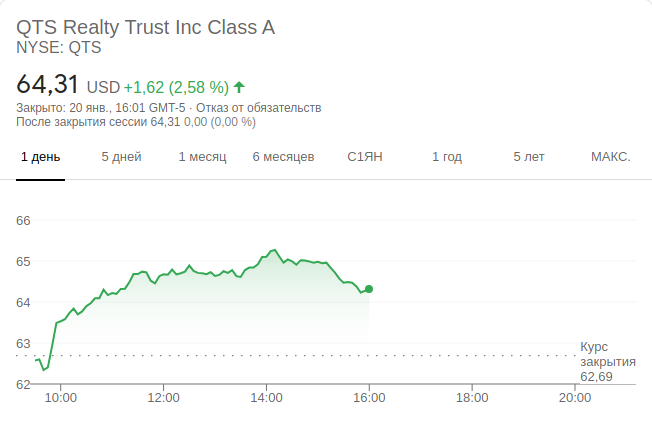 QTS Realty Trust Inc Class A
NYSE: QTS
64,31 USD +1,62 (2,58 %)
Закрыто: 20 янв., 16:01 GMT-5 · Отказ от обязательств
После закрытия сессии 64,31 0,00 (0,00 %)
1 день 5 дней 1 месяц 6 месяцев С1ЯН 1 год 5 лет МАКС.
66
65
64
63
Курс
закрытия
62,69
62
10:00 12:00 14:00 16:00 18:00 20:00